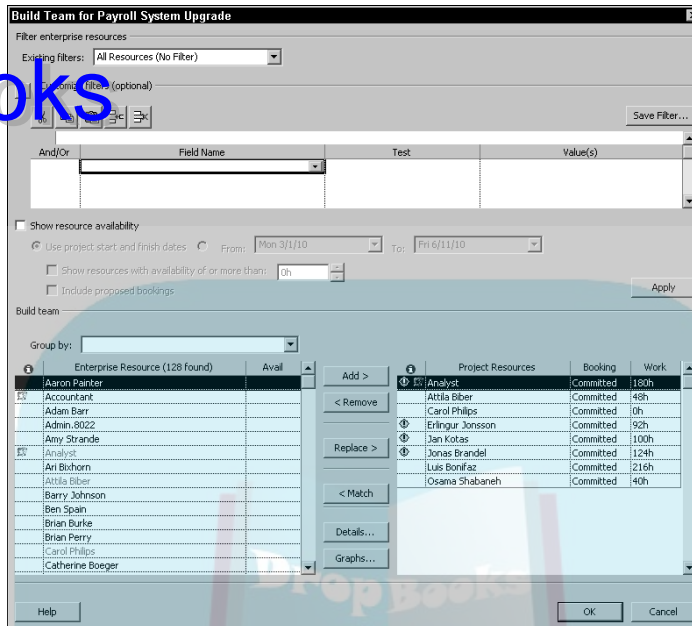 Build Team for Payroll System Upgrade
Filter enterprise resources
Existing filters: All Resources (No Filter)
oks
Customize filters (optional)
Save Filter...
And/Or Field Name Test Value(s)
Show resource availability
Use project start and finish dates From: Mon 3/1/10 To: Fri 6/11/10
Show resources with availability of or more than: 0h
Include proposed bookings
Apply
Build team
Group by:
Enterprise Resource (128 found) Avail
Aaron Painter
Accountant
Adam Barr
Admin.8022
Amy Strande
Analyst
Ari Bixhorn
Attila Biber
Barry Johnson
Ben Spain
Brian Burke
Brian Perry
Carol Philips
Catherine Boeger
Add >
< Remove
Replace >
< Match
Details...
Graphs...
Project Resources Booking Work
Analyst Committed 180h
Attila Biber Committed 48h
Carol Philips Committed 0h
Erlingur Jonsson Committed 92h
Jan Kotas Committed 100h
Jonas Brandel Committed 124h
Luis Bonifaz Committed 216h
Osama Shabaneh Committed 40h
DropBooks
Help OK Cancel